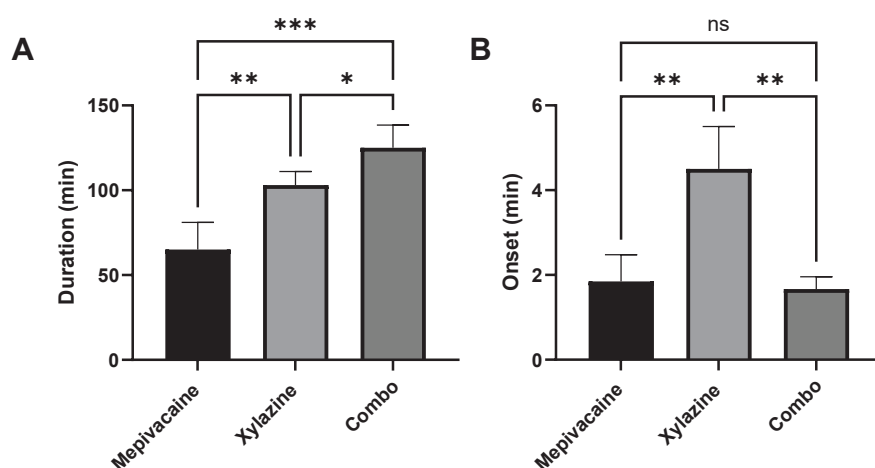 A
***
**
*
Duration (min)
150
100
50
0
Mepivacaine
Xylazine
Combo
B
ns
**
**
Onset (min)
6
4
2
0
Mepivacaine
Xylazine
Combo